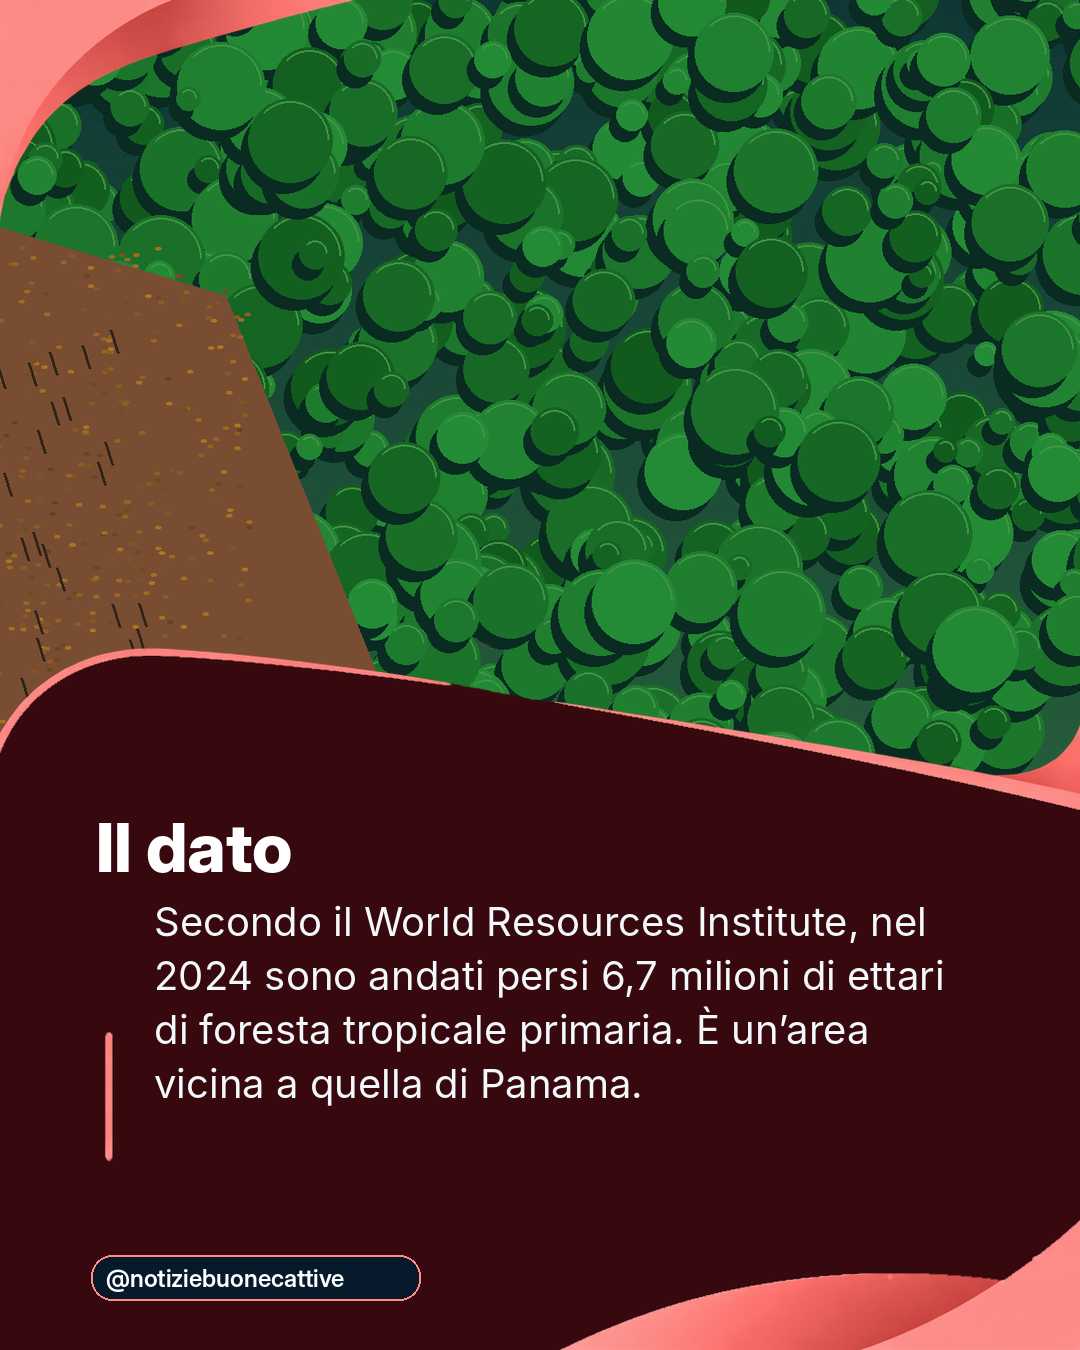 Il dato
Secondo il World Resources Institute, nel
2024 sono andati persi 6,7 milioni di ettari
di foresta tropicale primaria. È un’area
vicina a quella di Panama.
@notiziebuonecattive